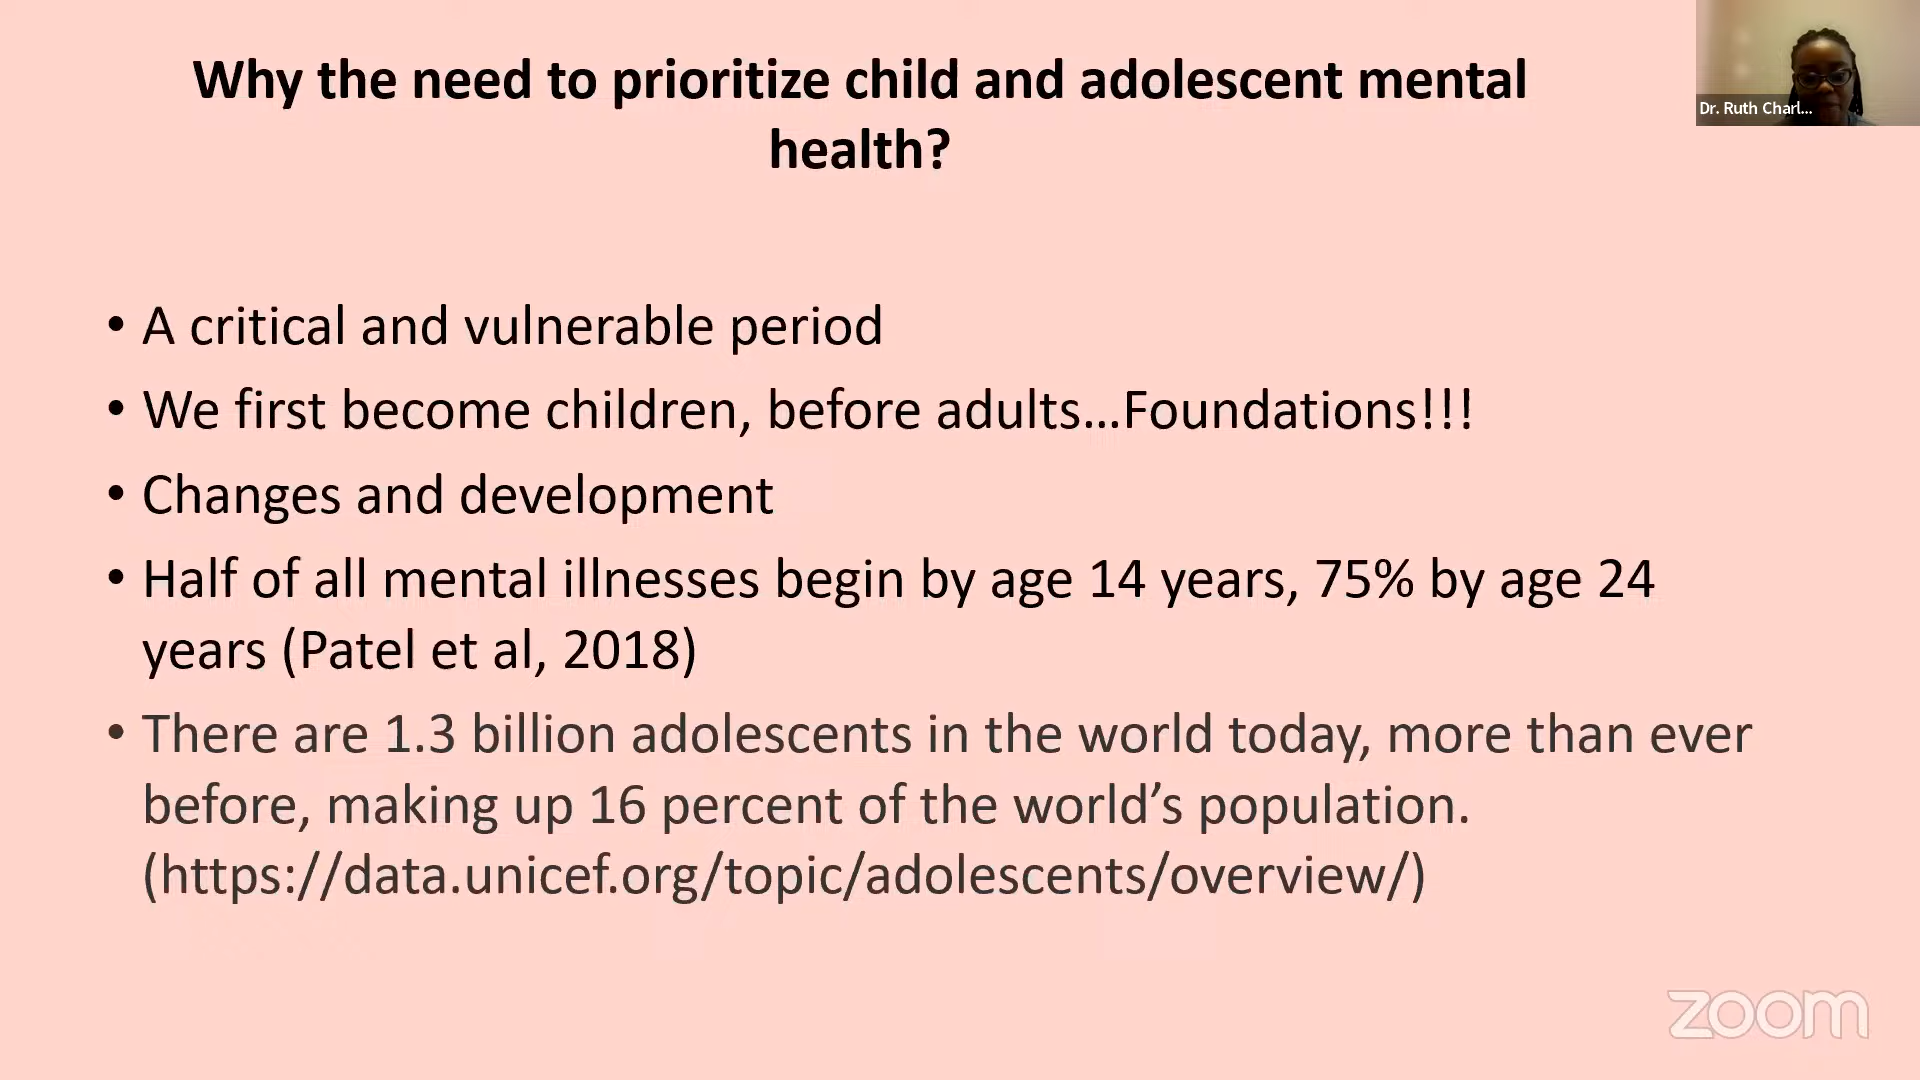 Why the need to prioritize child and adolescent mental
health?
Dr. Ruth Charl...
• A critical and vulnerable period
• We first become children, before adults…Foundations!!!
• Changes and development
• Half of all mental illnesses begin by age 14 years, 75% by age 24
years (Patel et al, 2018)
• There are 1.3 billion adolescents in the world today, more than ever
before, making up 16 percent of the world’s population.
(https://data.unicef.org/topic/adolescents/overview/)
zoom